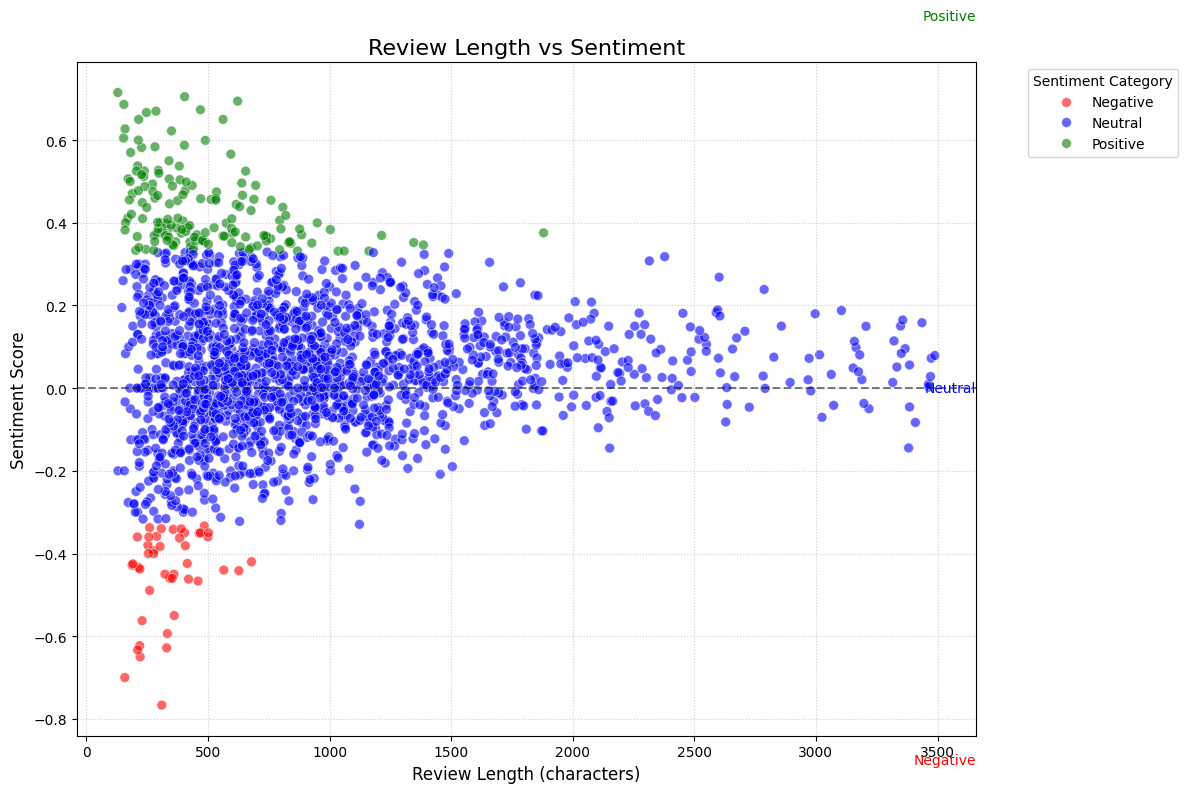 Positive
Review Length vs Sentiment
Sentiment Category
Negative
Neutral
Positive
Sentiment Score
0.6
0.4
0.2
0.0
−0.2
−0.4
−0.6
−0.8
Neutral
0 500 1000 1500 2000 2500 3000 3500
Negative
Review Length (characters)